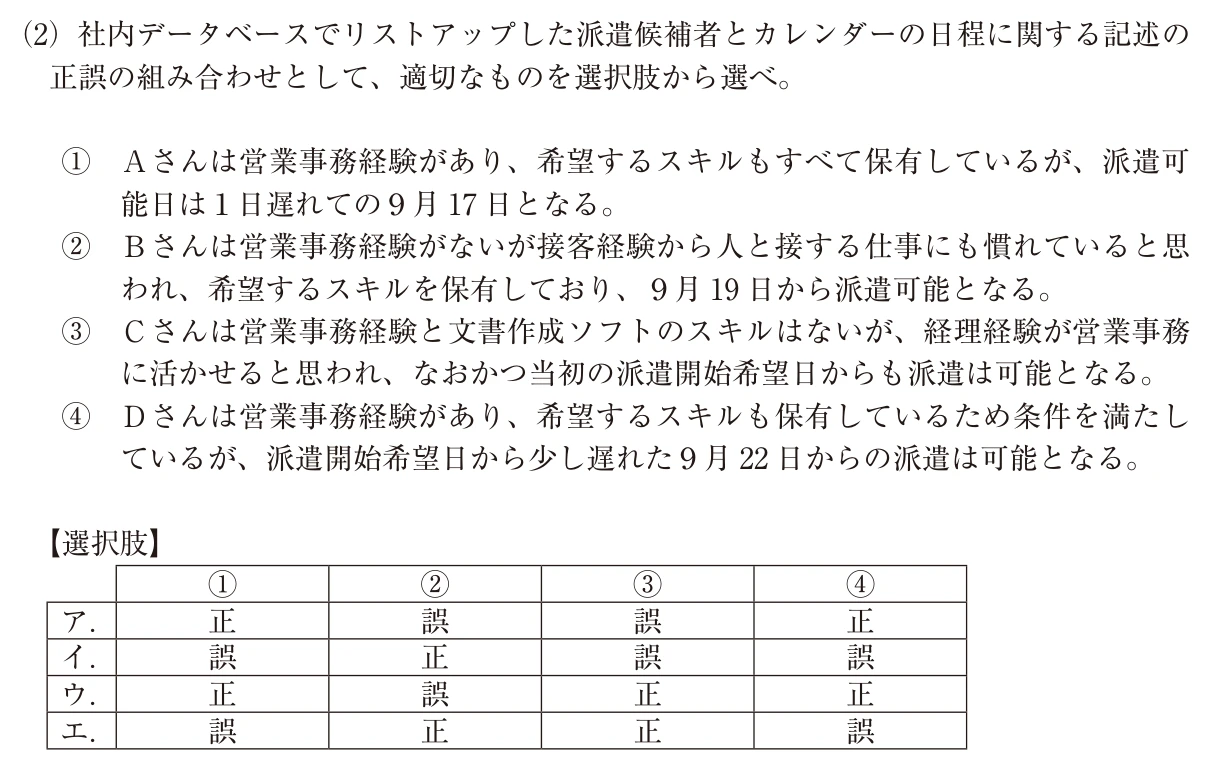 (2) 社内データベースでリストアップした派遣候補者とカレンダーの日程に関する記述の
正誤の組み合わせとして、適切なものを選択肢から選べ。
① Aさんは営業事務経験があり、希望するスキルもすべて保有しているが、派遣可
能日は1日遅れての9月17日となる。
② Bさんは営業事務経験がないが接客経験から人と接する仕事にも慣れていると思
われ、希望するスキルを保有しており、9月19日から派遣可能となる。
③ Cさんは営業事務経験と文書作成ソフトのスキルはないが、経理経験が営業事務
に活かせると思われ、なおかつ当初の派遣開始希望日からも派遣は可能となる。
④ Dさんは営業事務経験があり、希望するスキルも保有しているため条件を満たし
ているが、派遣開始希望日から少し遅れた9月22日からの派遣は可能となる。
【選択肢】
① ② ③ ④
ア. 正 誤 誤 正
イ. 誤 正 誤 誤
ウ. 正 誤 正 正
エ. 誤 正 正 誤